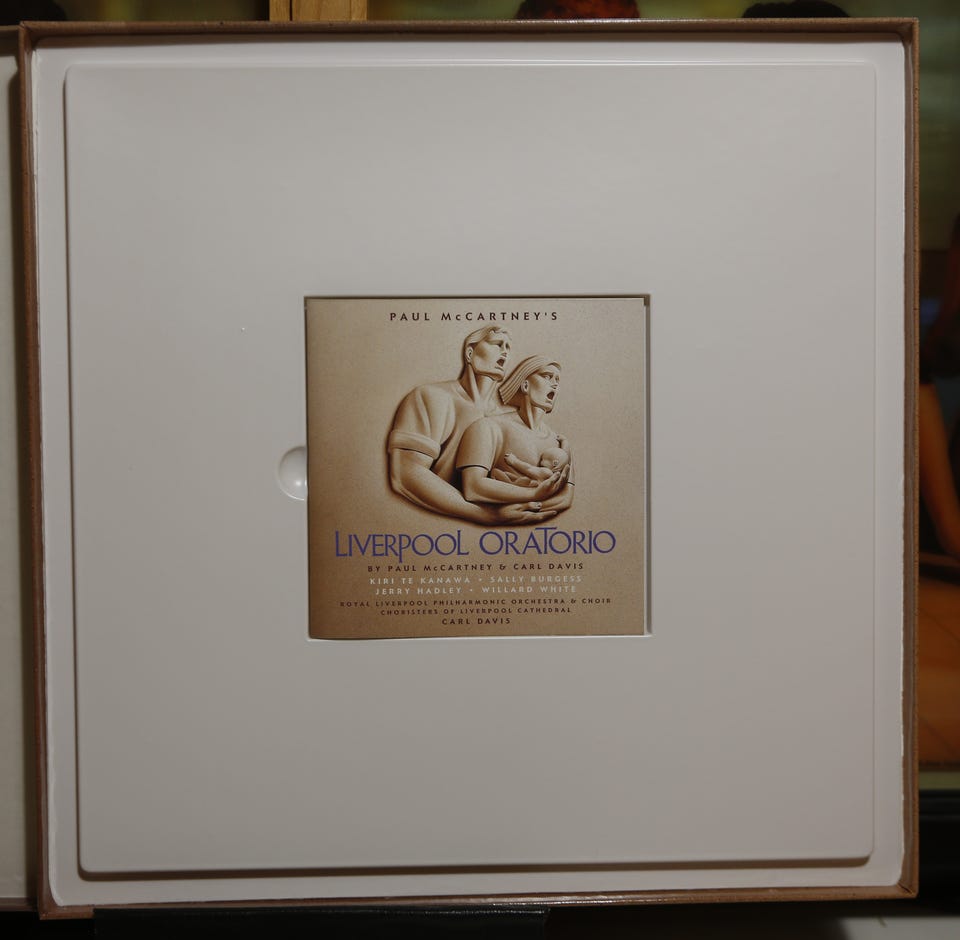 PAUL McCARTNEY'S
LIVERPOOL ORATORIO
BY PAUL McCARTNEY & CARL DAVIS
KIRI TE KANAWA • SALLY BURGESS
JERRY HADLEY • WILLARD WHITE
ROYAL LIVERPOOL PHILHARMONIC ORCHESTRA & CHOIR
CHORISTERS OF LIVERPOOL CATHEDRAL
CARL DAVIS